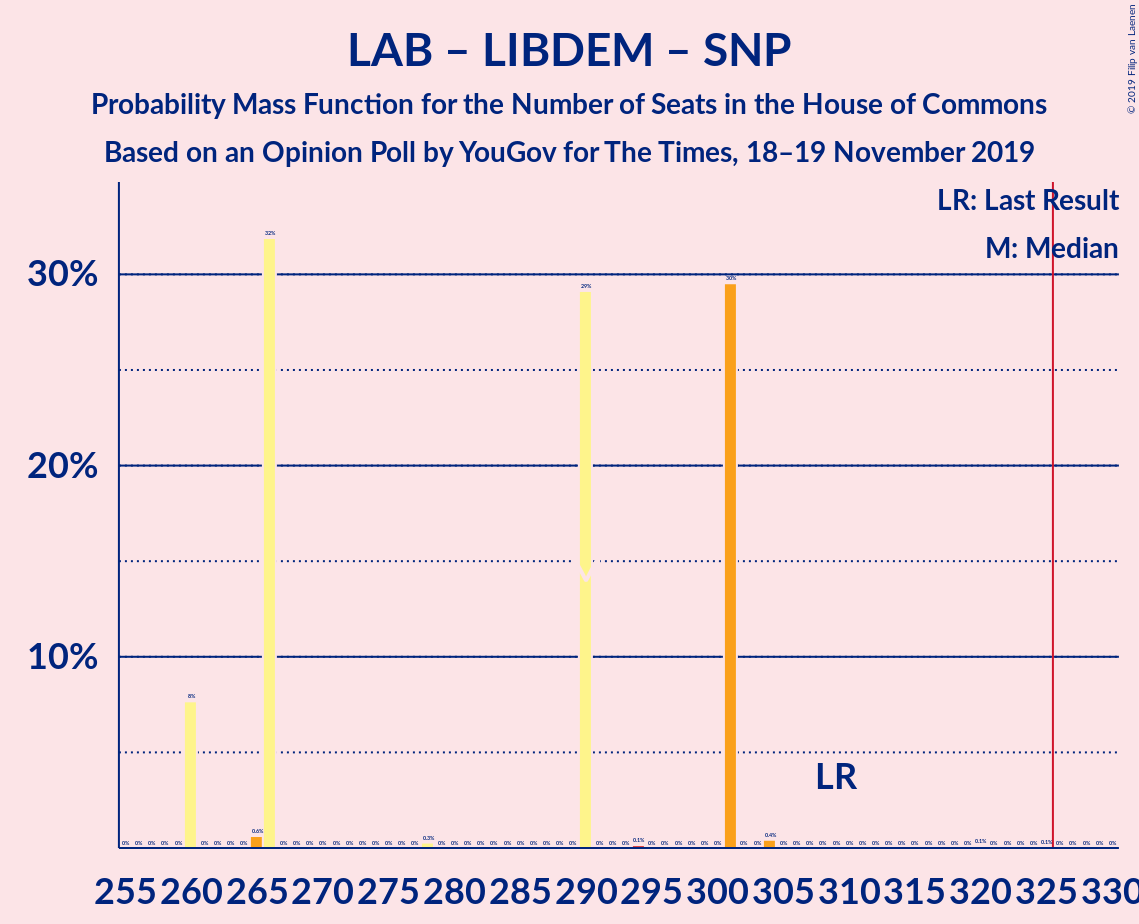 LAB – LIBDEM – SNP
Probability Mass Function for the Number of Seats in the House of Commons
Based on an Opinion Poll by YouGov for The Times, 18–19 November 2019
© 2019 Filip van Laenen
LR: Last Result
M: Median
30%
20%
10%
32%
29%
30%
8%
0.6%
0.3%
0.1%
0.4%
0.1%
0.1%
LR
255 260 265 270 275 280 285 290 295 300 305 310 315 320 325 330